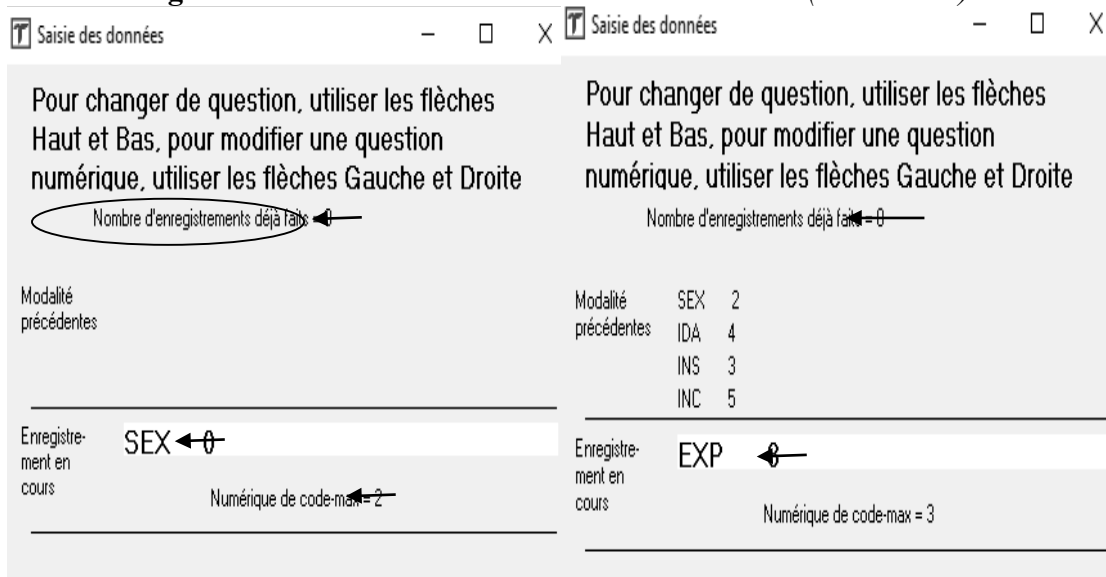 Saisie des données
Pour changer de question, utiliser les flèches
Haut et Bas, pour modifier une question
numérique, utiliser les flèches Gauche et Droite
Nombre d'enregistrements déjà faits = 0
Modalité
précédentes
Enregistre-
ment en
cours
SEX 0
Numérique de code-max = 2
Saisie des données
Pour changer de question, utiliser les flèches
Haut et Bas, pour modifier une question
numérique, utiliser les flèches Gauche et Droite
Nombre d'enregistrements déjà faits = 0
Modalité
précédentes
SEX 2
IDA 4
INS 3
INC 5
Enregistre-
ment en
cours
EXP
Numérique de code-max = 3